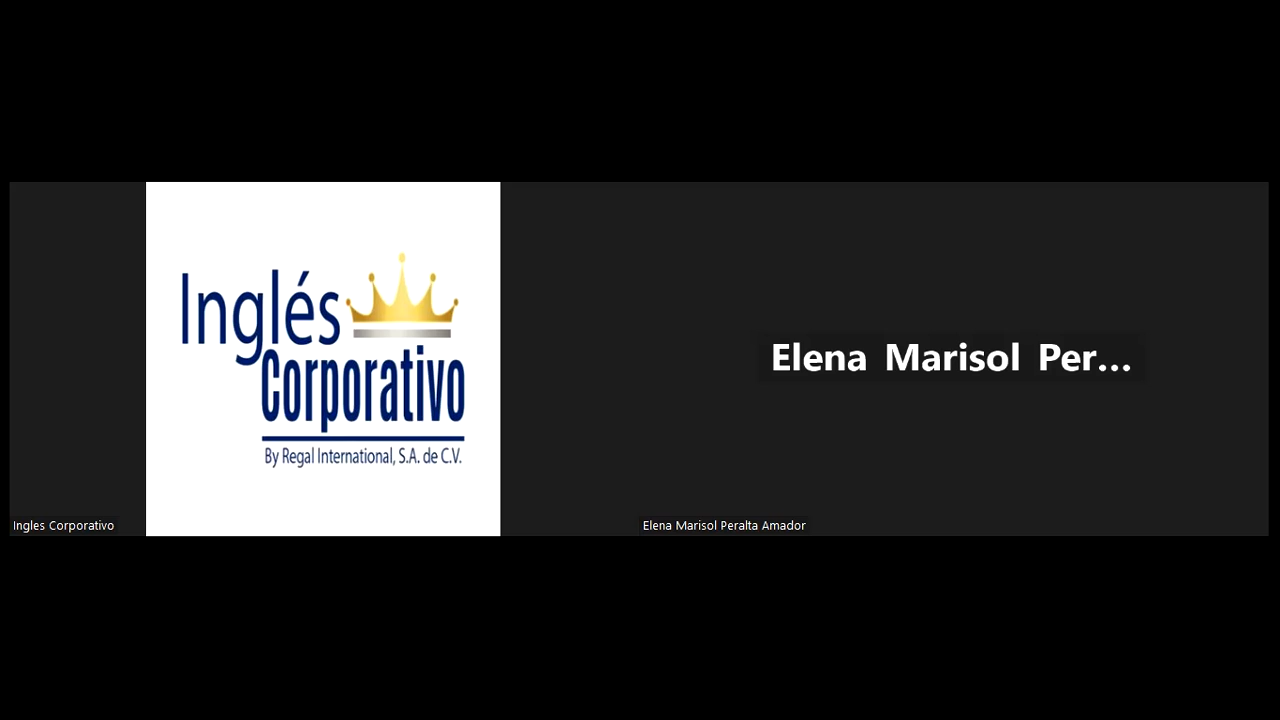 Inglés
Corporativo
By Regal International, S.A. de C.V.
Ingles Corporativo
Elena Marisol Per...
Elena Marisol Peralta Amador